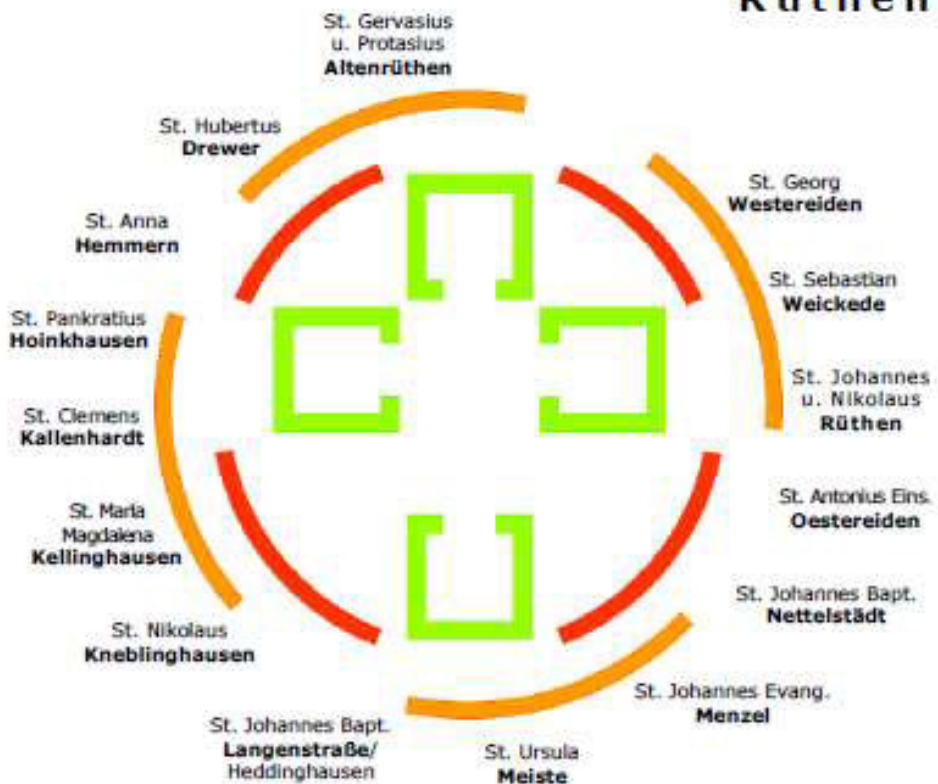 Rüthen
St. Gervasius
u. Protasius
Altenrüthen
St. Hubertus
Drewer
St. Anna
Hemmern
St. Pankratius
Hoinkhausen
St. Clemens
Kallenhardt
St. Maria
Magdalena
Kellinghausen
St. Nikolaus
Kneblinghausen
St. Johannes Bapt.
Langenstraße/
Heddinghausen
St. Ursula
Meiste
St. Johannes Evang.
Menzel
St. Johannes Bapt.
Nettelstädt
St. Antonius Eins.
Oestereiden
St. Johannes
u. Nikolaus
Rüthen
St. Sebastian
Weickede
St. Georg
Westereiden